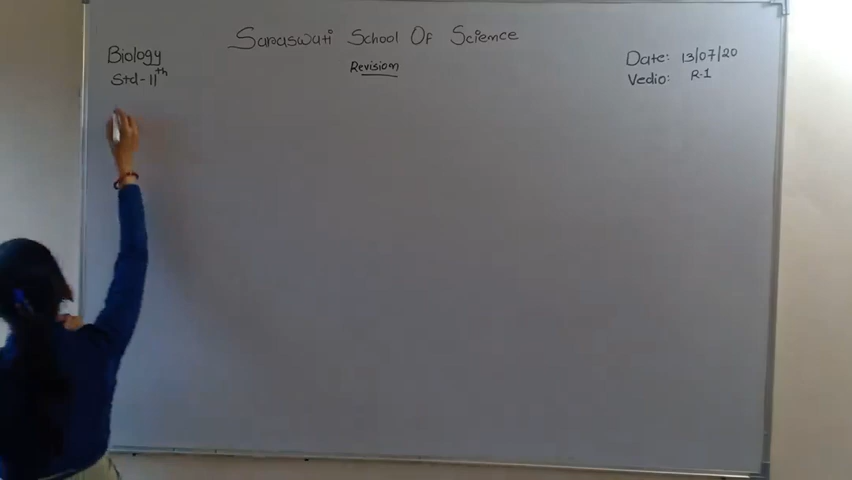 Saraswati School Of Science
Biology
Std-11th
Revision
Date: 13/07/20
Vedio: R.1